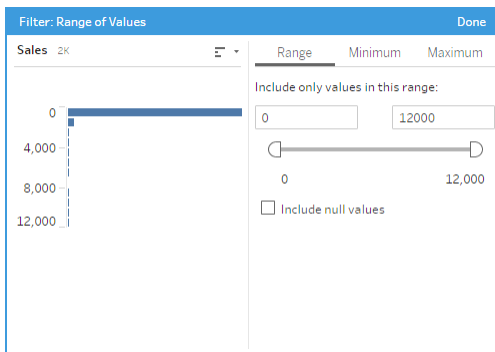 Filter: Range of Values Done
Sales 2K
Range Minimum Maximum
Include only values in this range:
0 12000
0 12,000
Include null values
0
4,000
8,000
12,000